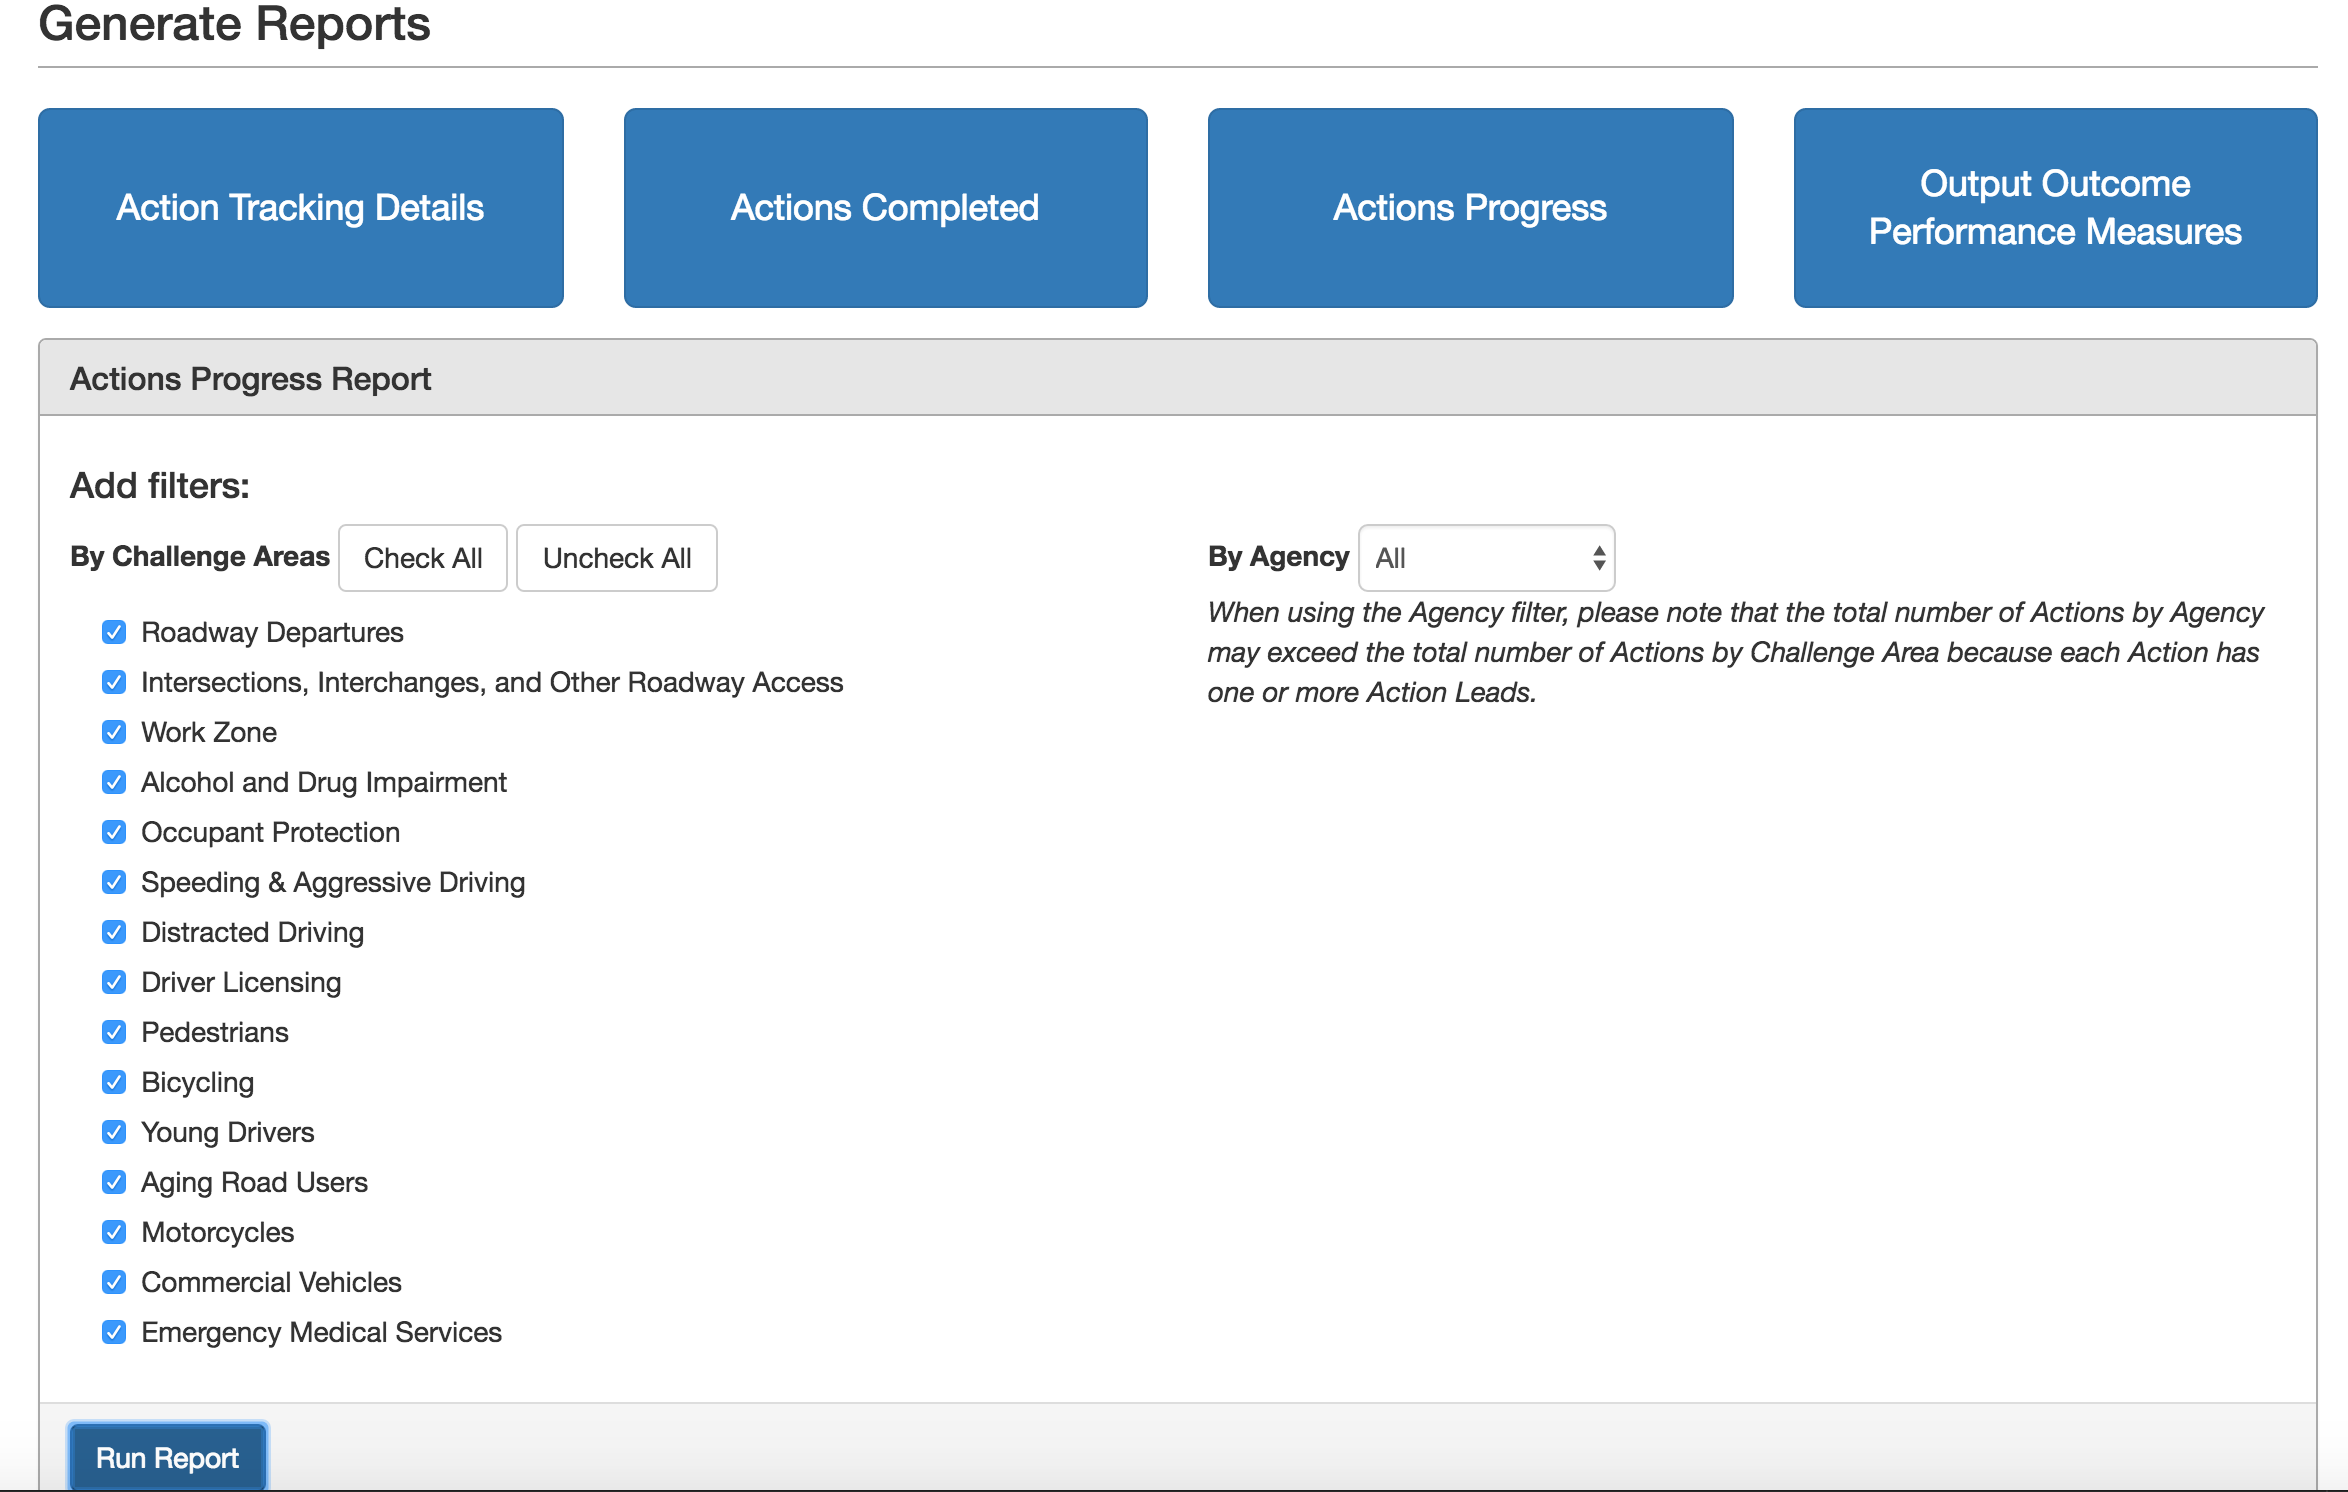 Generate Reports
Action Tracking Details
Actions Completed
Actions Progress
Output Outcome
Performance Measures
Actions Progress Report
Add filters:
By Challenge Areas Check All Uncheck All
Roadway Departures
Intersections, Interchanges, and Other Roadway Access
Work Zone
Alcohol and Drug Impairment
Occupant Protection
Speeding & Aggressive Driving
Distracted Driving
Driver Licensing
Pedestrians
Bicycling
Young Drivers
Aging Road Users
Motorcycles
Commercial Vehicles
Emergency Medical Services
By Agency All
When using the Agency filter, please note that the total number of Actions by Agency
may exceed the total number of Actions by Challenge Area because each Action has
one or more Action Leads.
Run Report